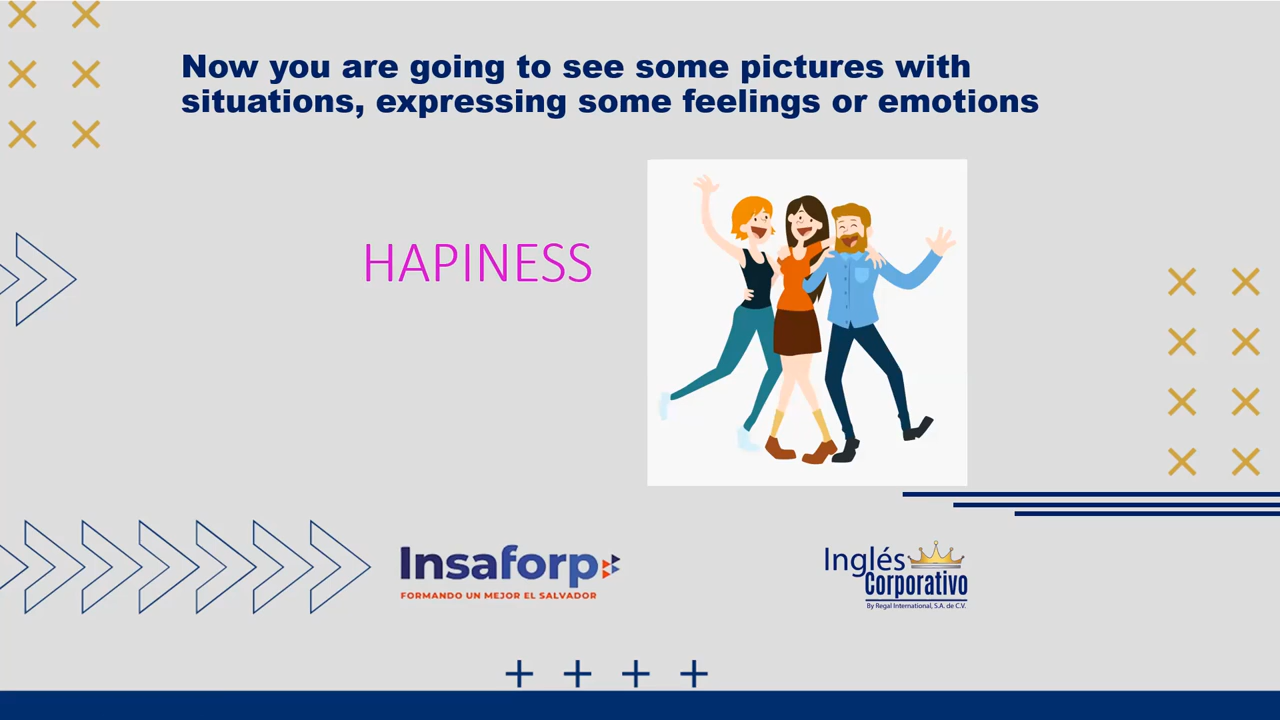 Now you are going to see some pictures with
situations, expressing some feelings or emotions
HAPINESS
Insaforp
FORMANDO UN MEJOR EL SALVADOR
Inglés
Corporativo
By Regal International, S.A. de C.V.